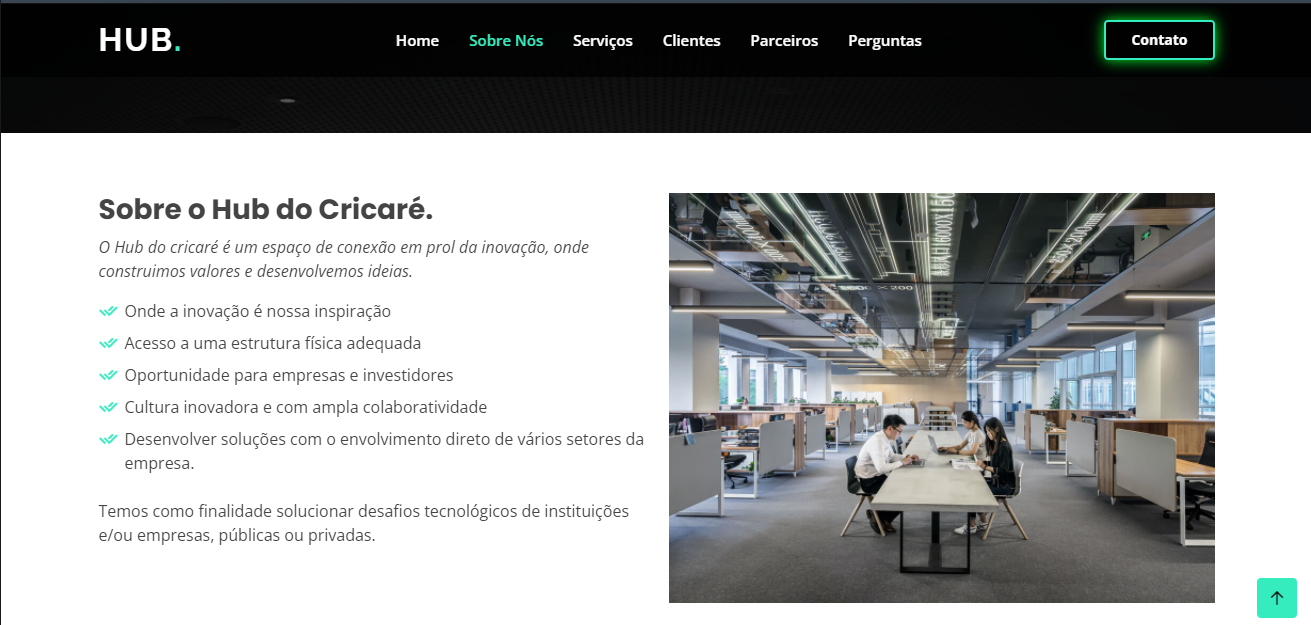 HUB.
Home Sobre Nós Serviços Clientes Parceiros Perguntas
Contato
Sobre o Hub do Cricaré.
O Hub do cricaré é um espaço de conexão em prol da inovação, onde
construimos valores e desenvolvemos ideias.
Onde a inovação é nossa inspiração
Acesso a uma estrutura física adequada
Oportunidade para empresas e investidores
Cultura inovadora e com ampla colaboratividade
Desenvolver soluções com o envolvimento direto de vários setores da
empresa.
Temos como finalidade solucionar desafios tecnológicos de instituições
e/ou empresas, públicas ou privadas.